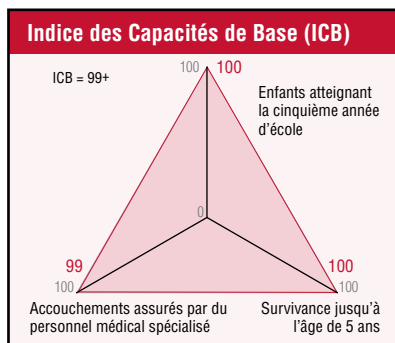 Indice des Capacités de Base (ICB)
ICB = 99+
100 100
Enfants atteignant
la cinquième année
d'école
0
99
100
100
100
Accouchements assurés par du
personnel médical spécialisé
Survivance jusqu'à
l'âge de 5 ans